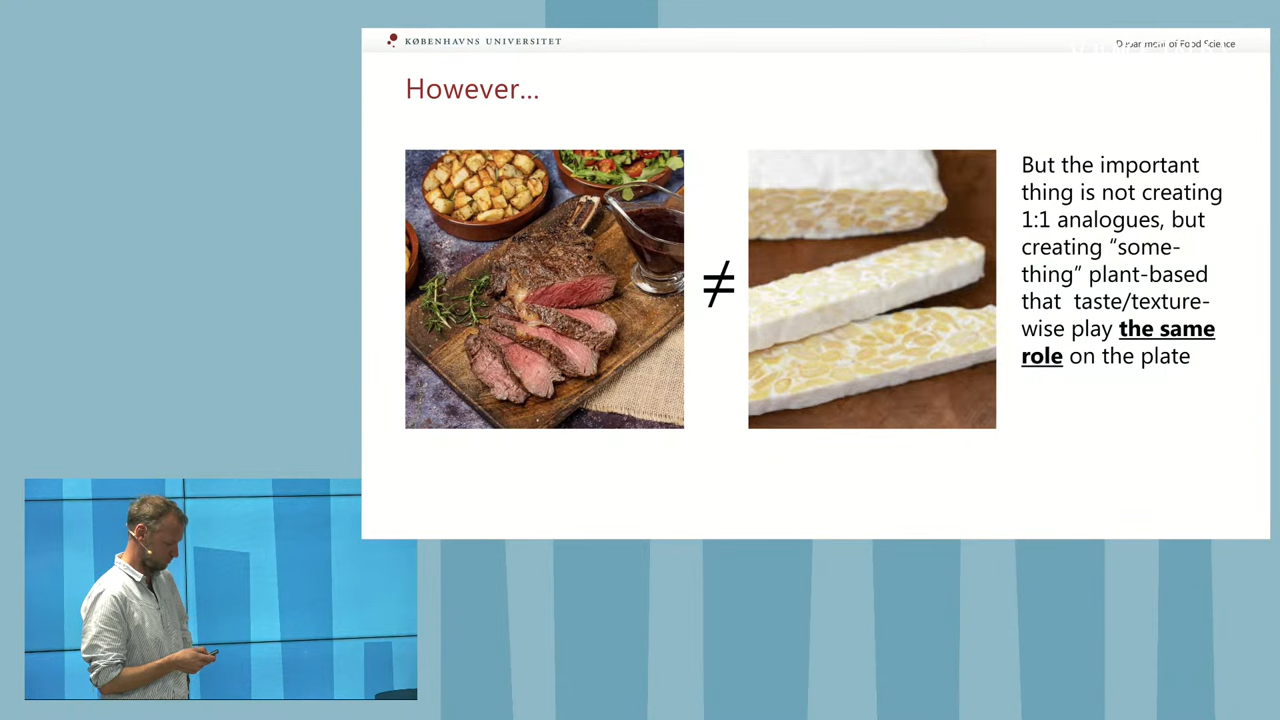 KØBENHAVNS UNIVERSITET
Department of Food Science
However...
≠
But the important
thing is not creating
1:1 analogues, but
creating “some-
thing” plant-based
that taste/texture-
wise play the same
role on the plate